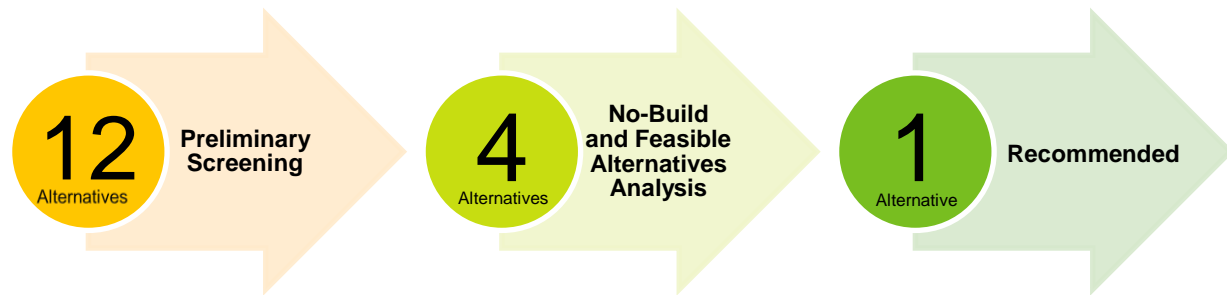 12
Alternatives
Preliminary
Screening
4
Alternatives
No-Build
and Feasible
Alternatives
Analysis
1
Alternative
Recommended